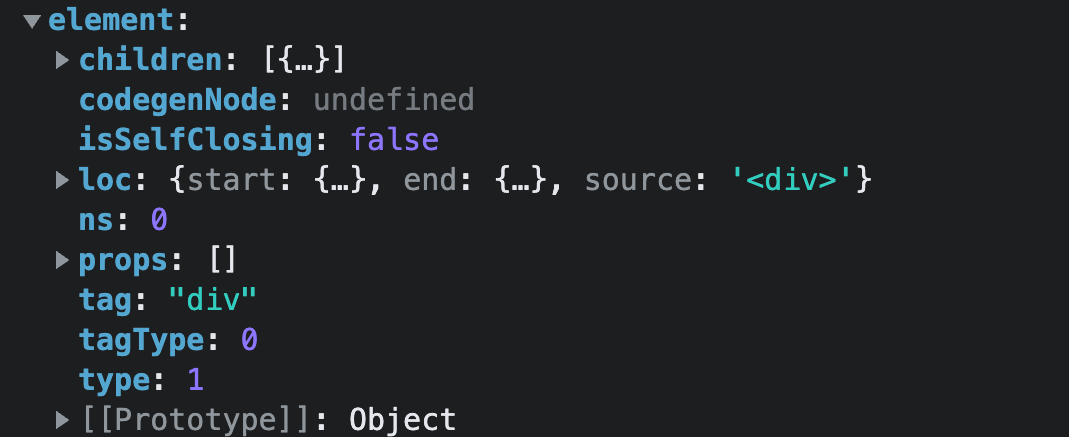 element:
children: [{…}]
codegenNode: undefined
isSelfClosing: false
loc: {start: {…}, end: {…}, source: '<div>'}
ns: 0
props: []
tag: "div"
tagType: 0
type: 1
[[Prototype]]: Object